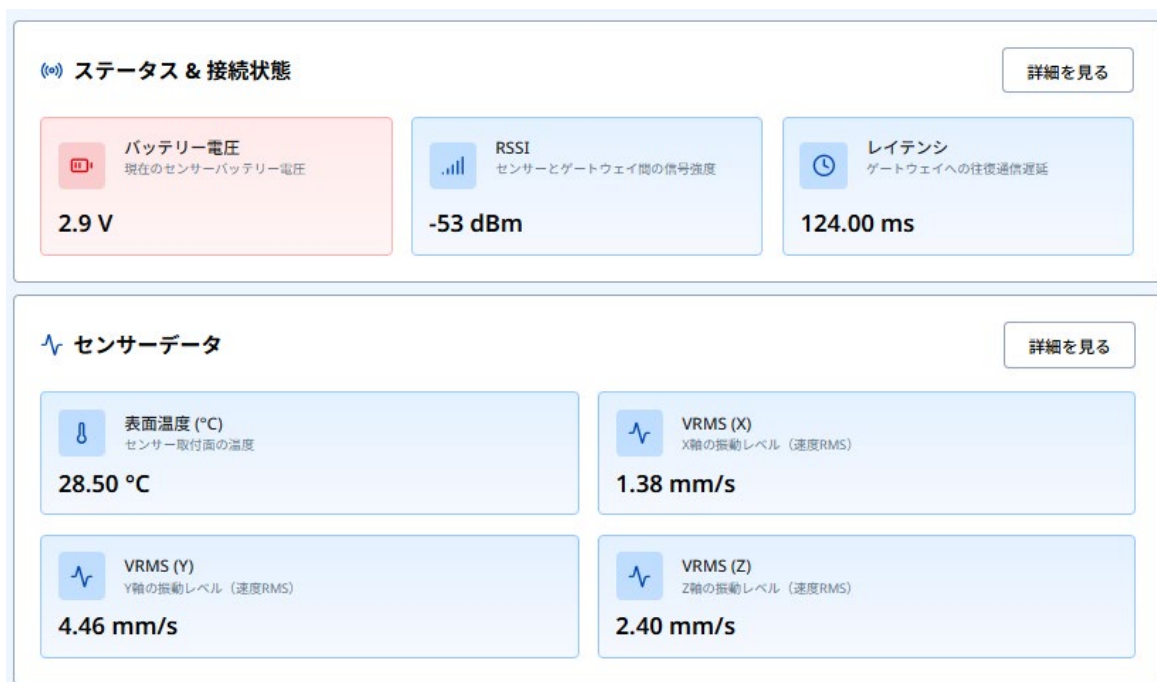 ステータス & 接続状態
詳細を見る
バッテリー電圧
現在のセンサーバッテリー電圧
2.9 V
RSSI
センサーとゲートウェイ間の信号強度
-53 dBm
レイテンシ
ゲートウェイへの往復通信遅延
124.00 ms
センサーデータ
詳細を見る
表面温度 (°C)
センサー取付面の温度
28.50 °C
VRMS (X)
X軸の振動レベル（速度RMS）
1.38 mm/s
VRMS (Y)
Y軸の振動レベル（速度RMS）
4.46 mm/s
VRMS (Z)
Z軸の振動レベル（速度RMS）
2.40 mm/s